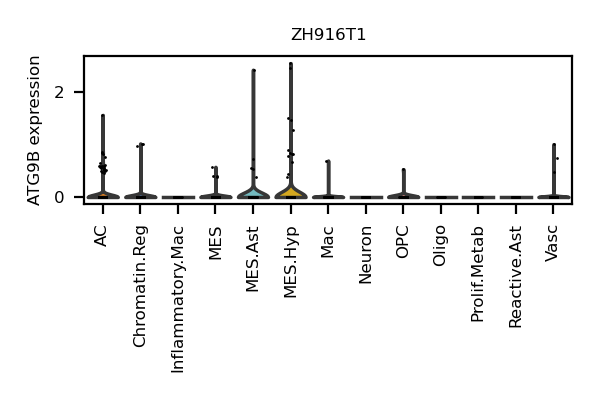 ZH916T1
ATG9B expression
2
0
AC
Chromatin.Reg
Inflammatory.Mac
MES
MES.Ast
MES.Hyp
Mac
Neuron
OPC
Oligo
Prolif.Metab
Reactive.Ast
Vasc